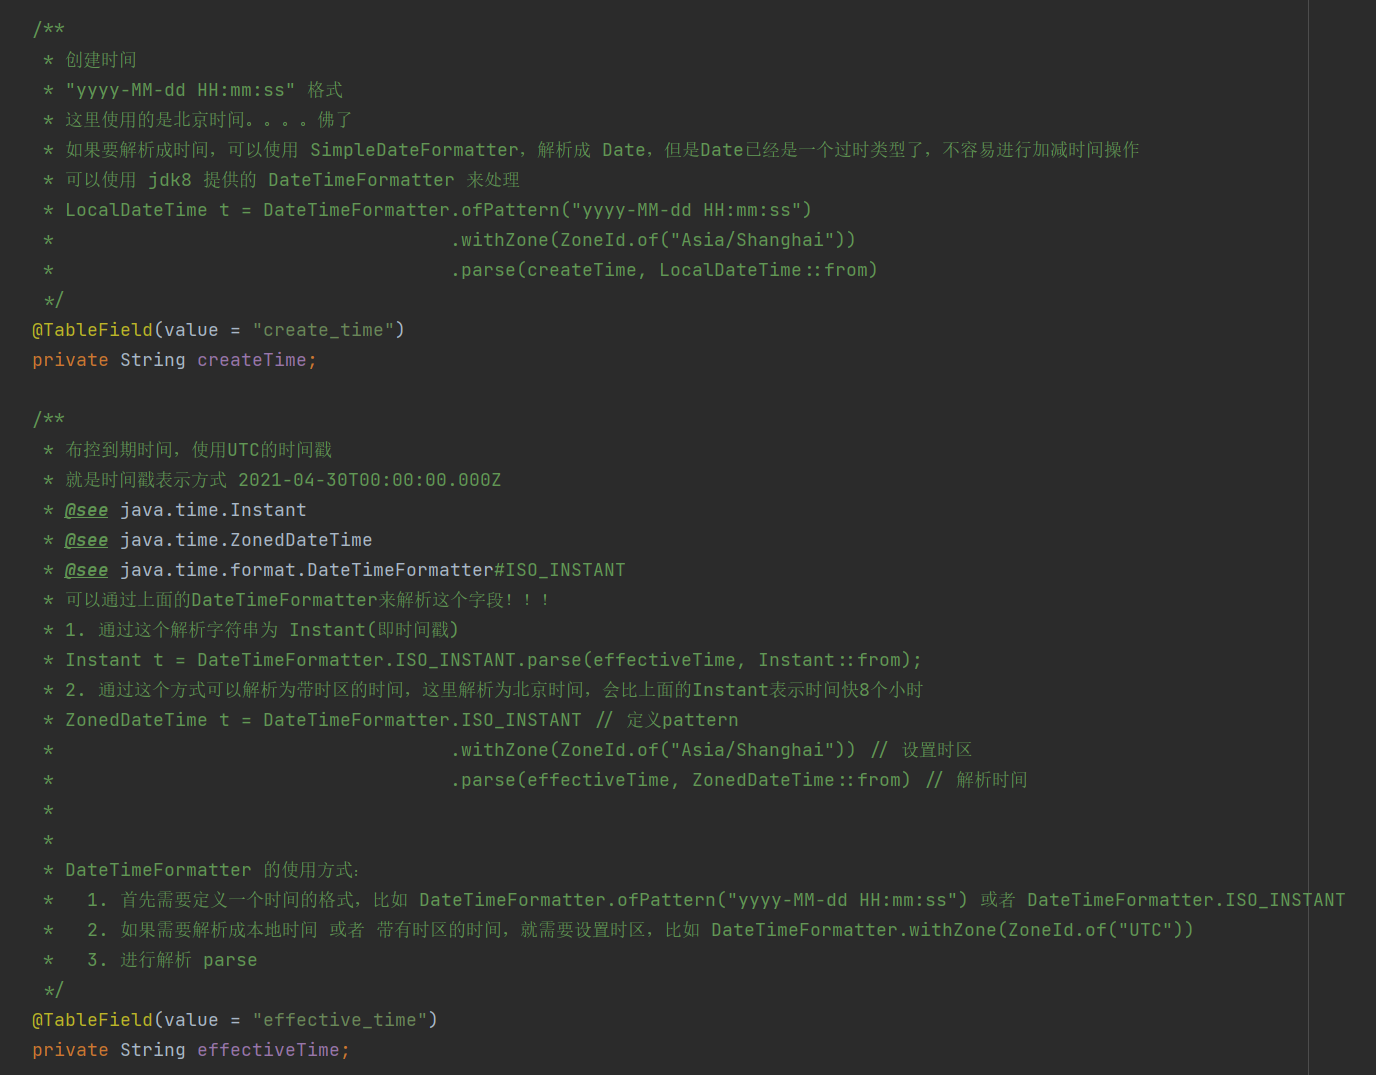 /**
 * 创建时间
 * "yyyy-MM-dd HH:mm:ss" 格式
 * 这里使用的是北京时间。。。。佛了
 * 如果要解析成时间，可以使用 SimpleDateFormatter，解析成 Date，但是Date已经是一个过时类型了，不容易进行加减时间操作
 * 可以使用 jdk8 提供的 DateTimeFormatter 来处理
 * LocalDateTime t = DateTimeFormatter.ofPattern("yyyy-MM-dd HH:mm:ss")
 *                                    .withZone(ZoneId.of("Asia/Shanghai"))
 *                                    .parse(createTime, LocalDateTime::from)
 */
@TableField(value = "create_time")
private String createTime;

/**
 * 布控到期时间，使用UTC的时间戳
 * 就是时间戳表示方式 2021-04-30T00:00:00.000Z
 * @see java.time.Instant
 * @see java.time.ZonedDateTime
 * @see java.time.format.DateTimeFormatter#ISO_INSTANT
 * 可以通过上面的DateTimeFormatter来解析这个字段！！！
 * 1. 通过这个解析字符串为 Instant(即时间戳)
 * Instant t = DateTimeFormatter.ISO_INSTANT.parse(effectiveTime, Instant::from);
 * 2. 通过这个方式可以解析为带时区的时间，这里解析为北京时间，会比上面的Instant表示时间快8个小时
 * ZonedDateTime t = DateTimeFormatter.ISO_INSTANT // 定义pattern
 *                                    .withZone(ZoneId.of("Asia/Shanghai")) // 设置时区
 *                                    .parse(effectiveTime, ZonedDateTime::from) // 解析时间
 *
 *
 * DateTimeFormatter 的使用方式：
 *   1. 首先需要定义一个时间的格式，比如 DateTimeFormatter.ofPattern("yyyy-MM-dd HH:mm:ss") 或者 DateTimeFormatter.ISO_INSTANT
 *   2. 如果需要解析成本地时间 或者 带有时区的时间，就需要设置时区，比如 DateTimeFormatter.withZone(ZoneId.of("UTC"))
 *   3. 进行解析 parse
 */
@TableField(value = "effective_time")
private String effectiveTime;